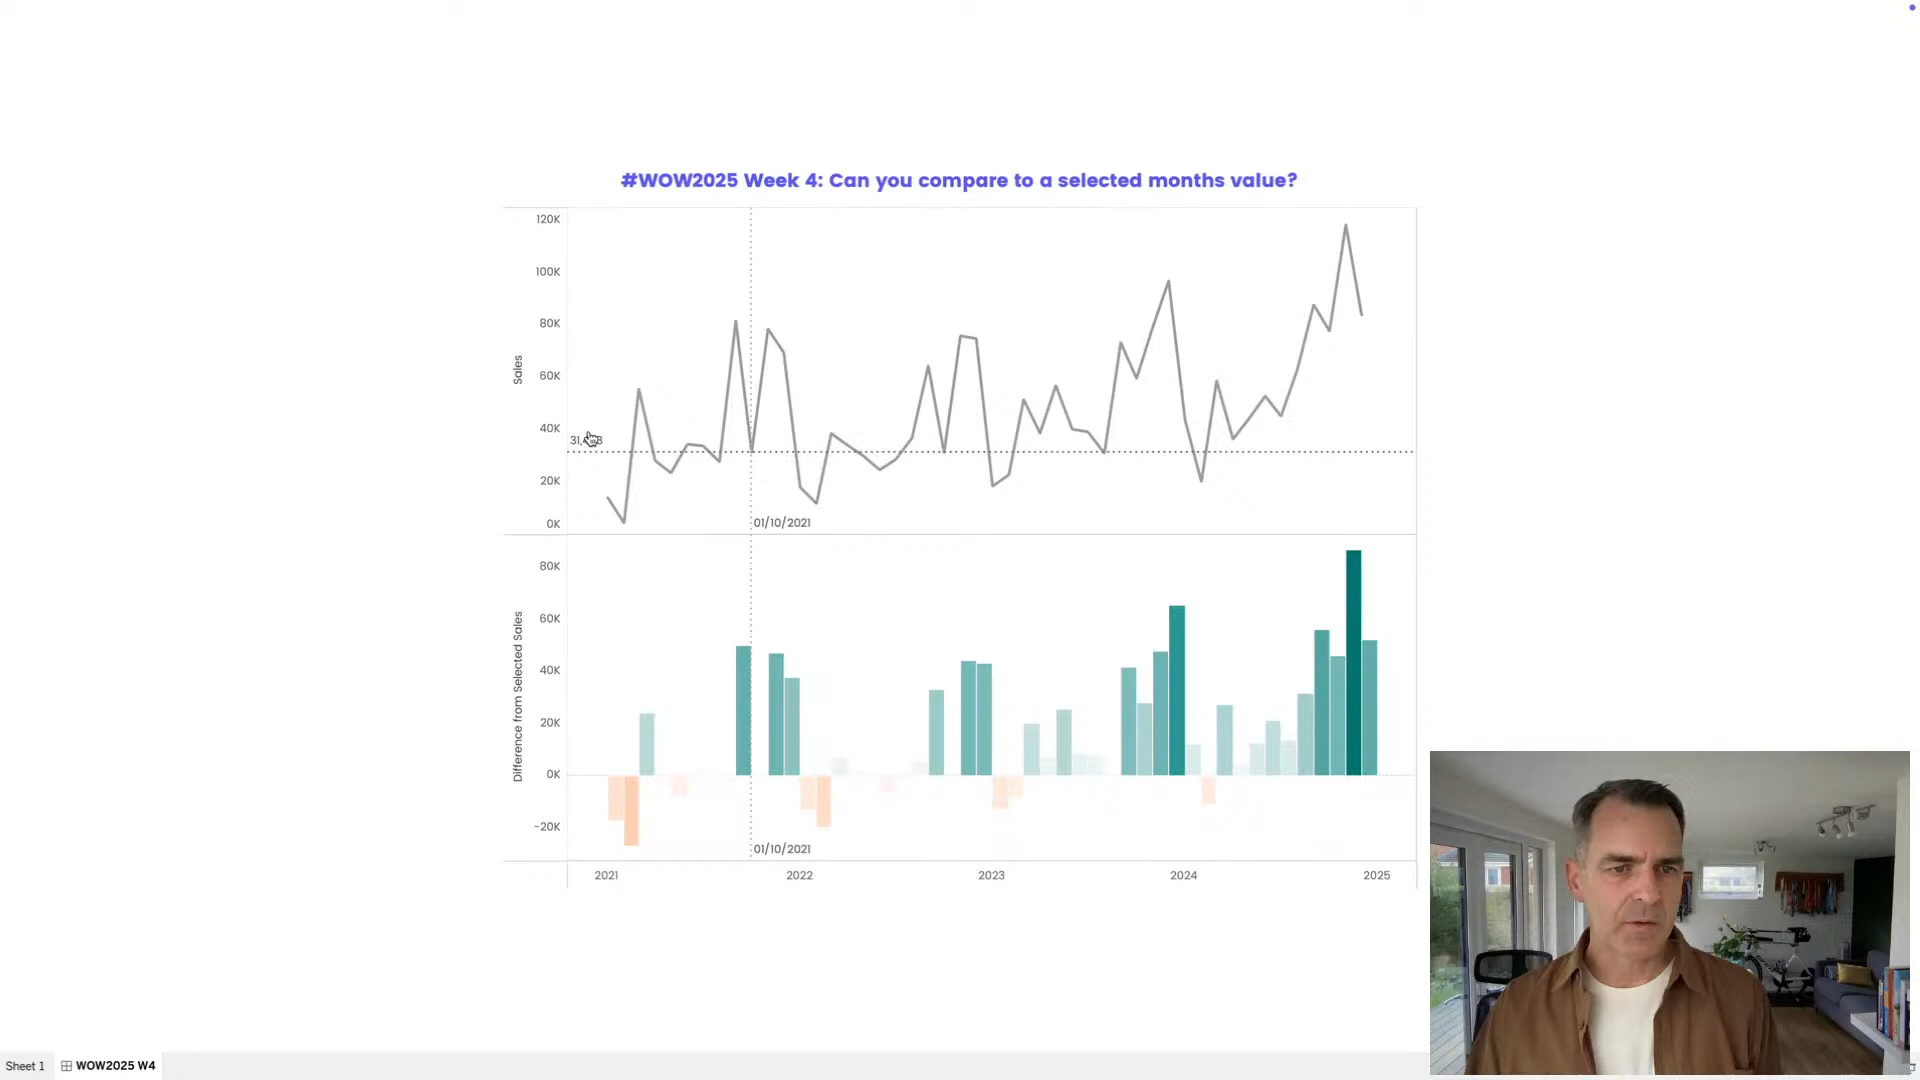 #WOW2025 Week 4: Can you compare to a selected months value?
120K
100K
80K
60K
40K
20K
0K
Sales
01/10/2021
80K
60K
40K
20K
0K
-20K
Difference from Selected Sales
01/10/2021
2021 2022 2023 2024 2025
Sheet 1 WOW2025 W4